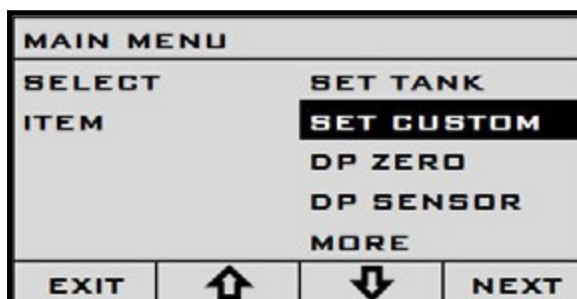 MAIN MENU
SELECT SET TANK
ITEM SET CUSTOM
DP ZERO
DP SENSOR
MORE
EXIT NEXT